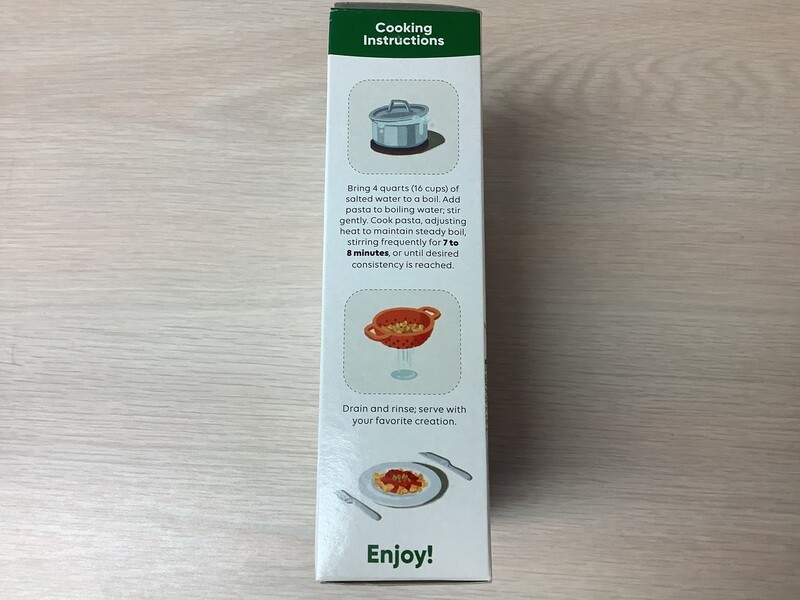 Cooking
Instructions
Bring 4 quarts (16 cups) of
salted water to a boil. Add
pasta to boiling water; stir
gently. Cook pasta, adjusting
heat to maintain steady boil,
stirring frequently for 7 to
8 minutes, or until desired
consistency is reached.
Drain and rinse; serve with
your favorite creation.
Enjoy!